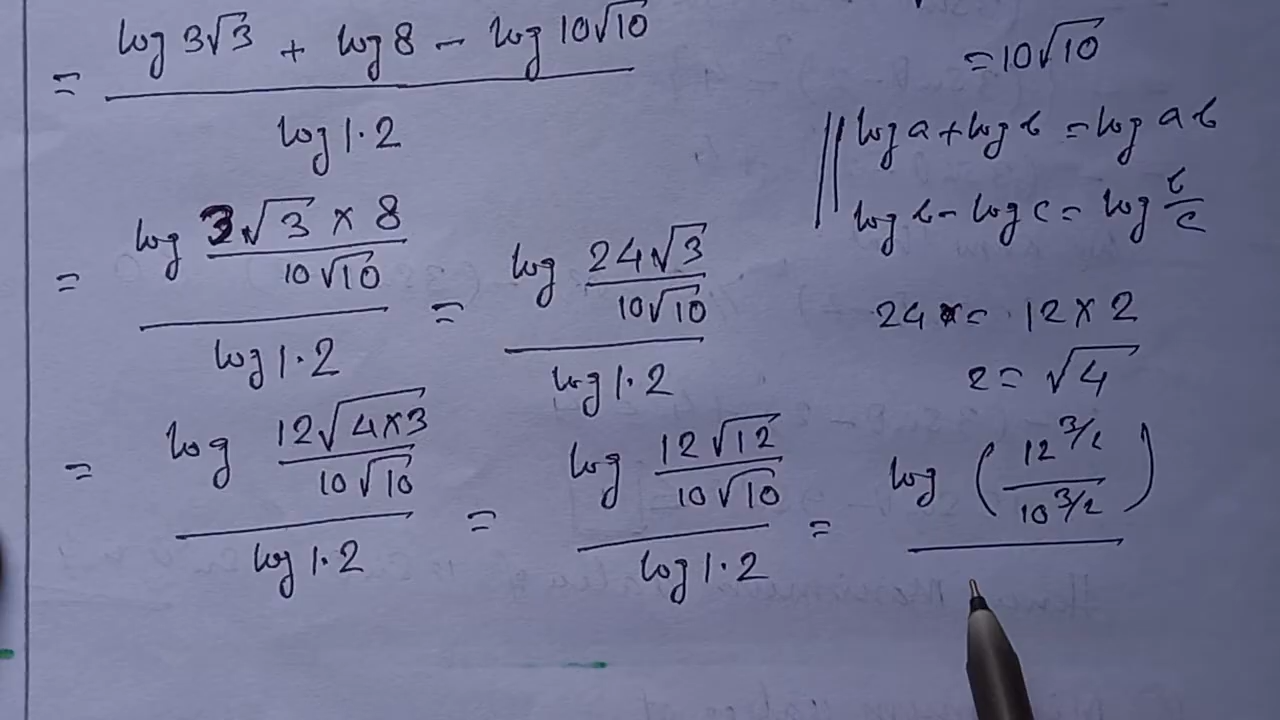 = (log 3√3 + log 8 - log 10√10) / (log 1.2)
= 10√10
log a + log b = log ab
log b - log c = log b/c
= (log (3√3 × 8)/(10√10)) / (log 1.2) = (log (24√3)/(10√10)) / (log 1.2)
24 = 12 × 2
2 = √4
= (log (12√(4×3))/(10√10)) / (log 1.2) = (log (12√12)/(10√10)) / (log 1.2) = log (12^3/2 / 10^3/2)